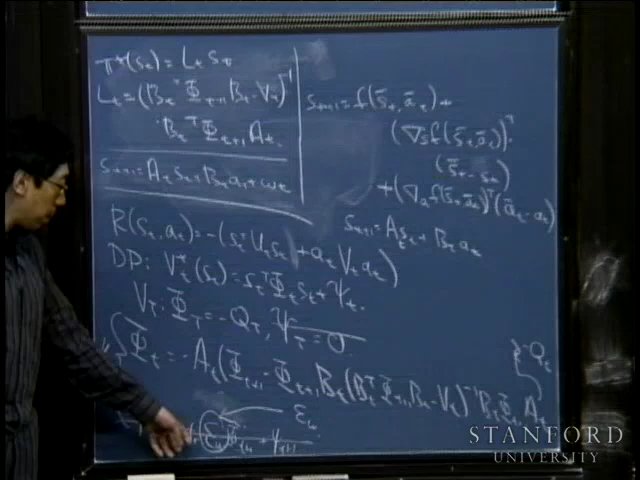 π*(s_t) = L_t s_t
L_t = (B_t^T Φ_{t+1} B_t - V_t)^{-1}
· B_t^T Φ_{t+1} A_t.
s_{t+1} = A_t s_t + B_t a_t + w_t
R(s_t, a_t) = -(s_t^T U_t s_t + a_t^T V_t a_t)
DP: V_t*(s_t) = s_t^T Φ_t s_t + Ψ_t.
Φ_T = -Q_T, Ψ_T = 0
Φ_t = A_t(Φ_{t+1} - Φ_{t+1} B_t (B_t^T Φ_{t+1} B_t - V_t)^{-1} B_t Φ_{t+1} A_t
- Q_t
Σ_w
Ψ_{t+1}
s_{t+1} = f(s̄_t, ā_t) +
(∇_s f(s̄_t, ā_t))^T ·
(s̄_t - s_t)
+ (∇_a f(s̄_t, ā_t))^T (ā_t - a_t)
s_{t+1} = A s_t + B_t a_t
STANFORD
UNIVERSITY